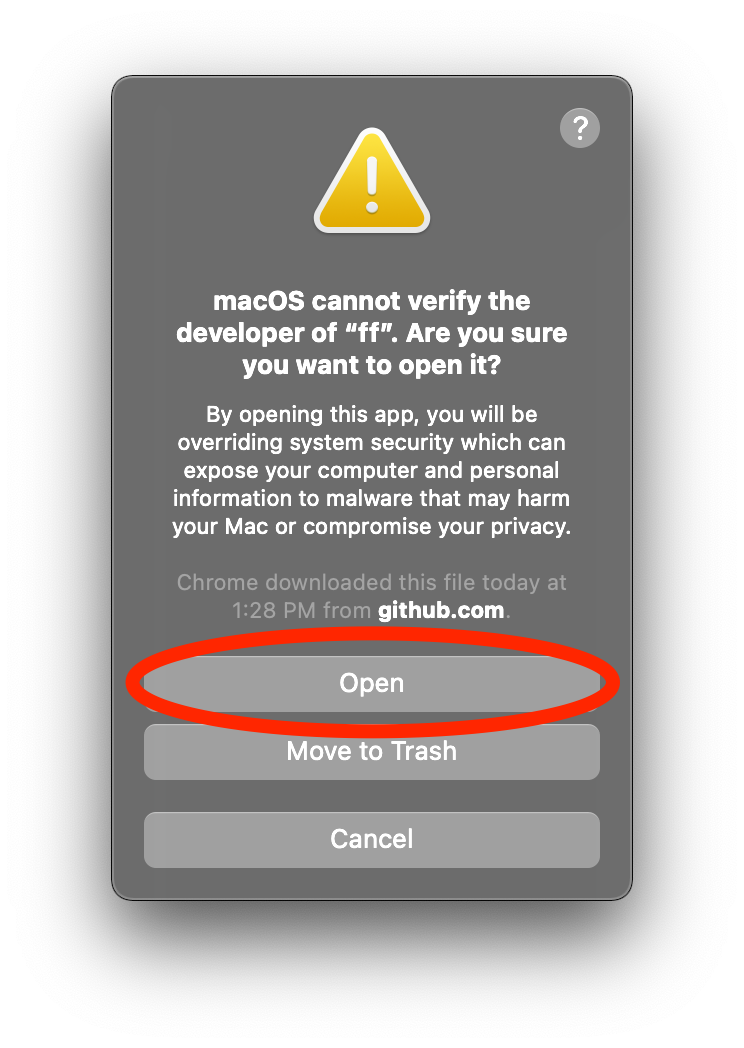 ?
macOS cannot verify the
developer of “ff”. Are you sure
you want to open it?
By opening this app, you will be
overriding system security which can
expose your computer and personal
information to malware that may harm
your Mac or compromise your privacy.
Chrome downloaded this file today at
1:28 PM from github.com.
Open
Move to Trash
Cancel